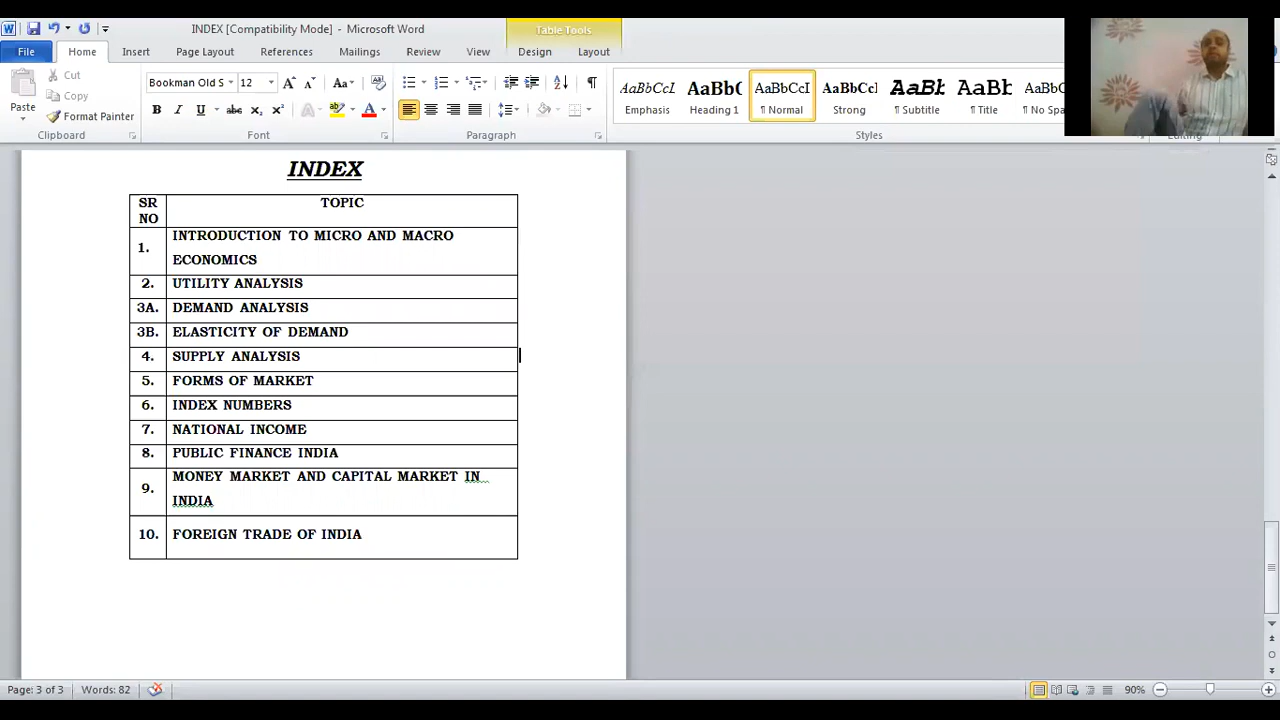 INDEX [Compatibility Mode] - Microsoft Word
Table Tools
File Home Insert Page Layout References Mailings Review View Design Layout
Paste
Cut
Copy
Format Painter
Clipboard
Bookman Old S 12
Font
Paragraph
AaBbCcI AaBbC AaBbCcI AaBbCcI AaBb AaBb AaBbC
Emphasis Heading 1 ¶ Normal Strong ¶ Subtitle ¶ Title ¶ No Sp
Styles
Editing
INDEX
SR NO TOPIC
1. INTRODUCTION TO MICRO AND MACRO
ECONOMICS
2. UTILITY ANALYSIS
3A. DEMAND ANALYSIS
3B. ELASTICITY OF DEMAND
4. SUPPLY ANALYSIS
5. FORMS OF MARKET
6. INDEX NUMBERS
7. NATIONAL INCOME
8. PUBLIC FINANCE INDIA
9. MONEY MARKET AND CAPITAL MARKET IN
INDIA
10. FOREIGN TRADE OF INDIA
Page: 3 of 3 Words: 82 90%